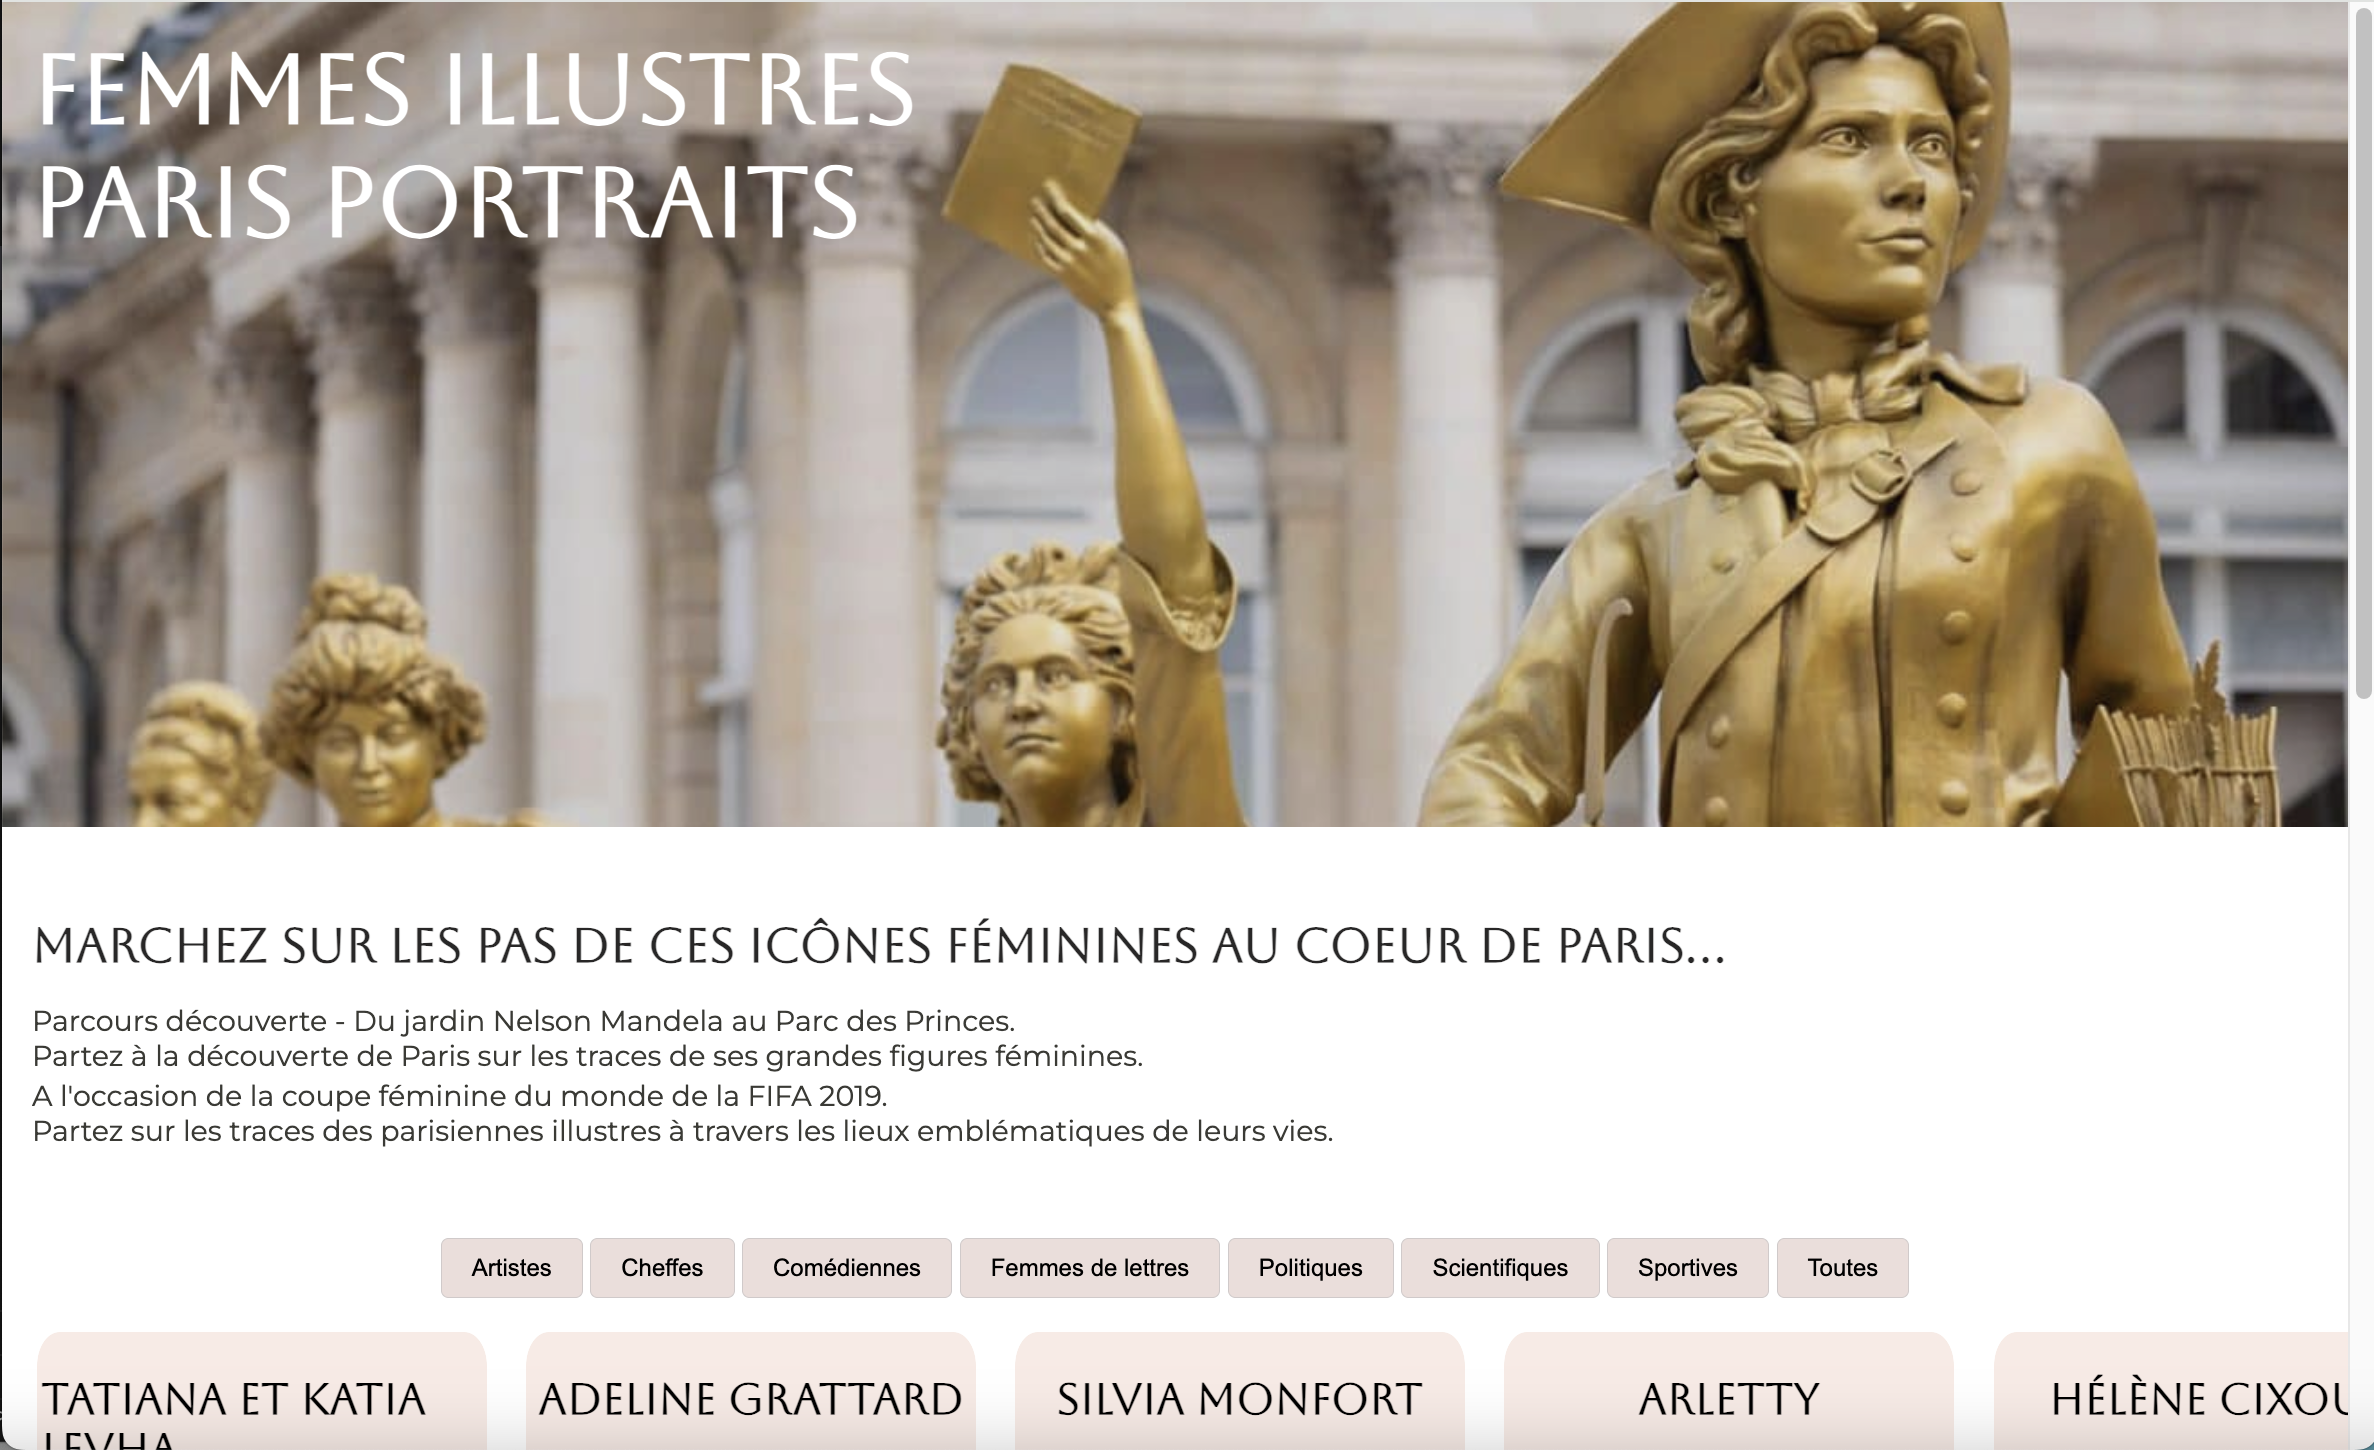 FEMMES ILLUSTRES
PARIS PORTRAITS
MARCHEZ SUR LES PAS DE CES ICÔNES FÉMININES AU COEUR DE PARIS...
Parcours découverte - Du jardin Nelson Mandela au Parc des Princes.
Partez à la découverte de Paris sur les traces de ses grandes figures féminines.
A l'occasion de la coupe féminine du monde de la FIFA 2019.
Partez sur les traces des parisiennes illustres à travers les lieux emblématiques de leurs vies.
Artistes Cheffes Comédiennes Femmes de lettres Politiques Scientifiques Sportives Toutes
TATIANA ET KATIA
LEVHA
ADELINE GRATTARD
SILVIA MONFORT
ARLETTY
HÉLÈNE CIXOU